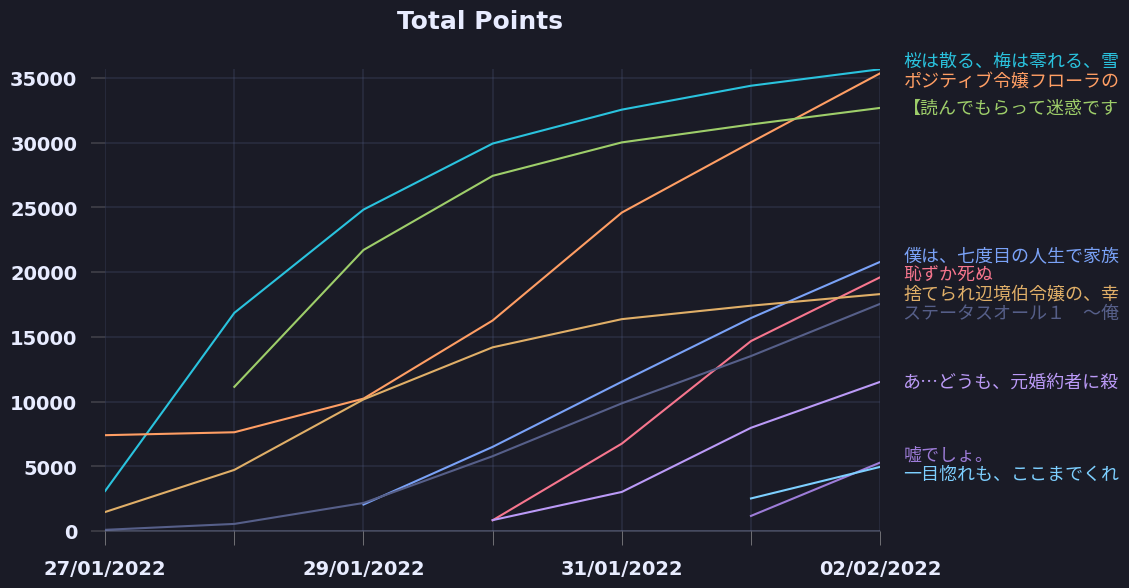 Total Points
35000
30000
25000
20000
15000
10000
5000
0
27/01/2022
29/01/2022
31/01/2022
02/02/2022
桜は散る、梅は零れる、雪
ポジティブ令嬢フローラの
【読んでもらって迷惑です
僕は、七度目の人生で家族
恥ずか死ぬ
捨てられ辺境伯令嬢の、幸
ステータスオール１　～俺
あ…どうも、元婚約者に殺
嘘でしょ。
一目惚れも、ここまでくれ